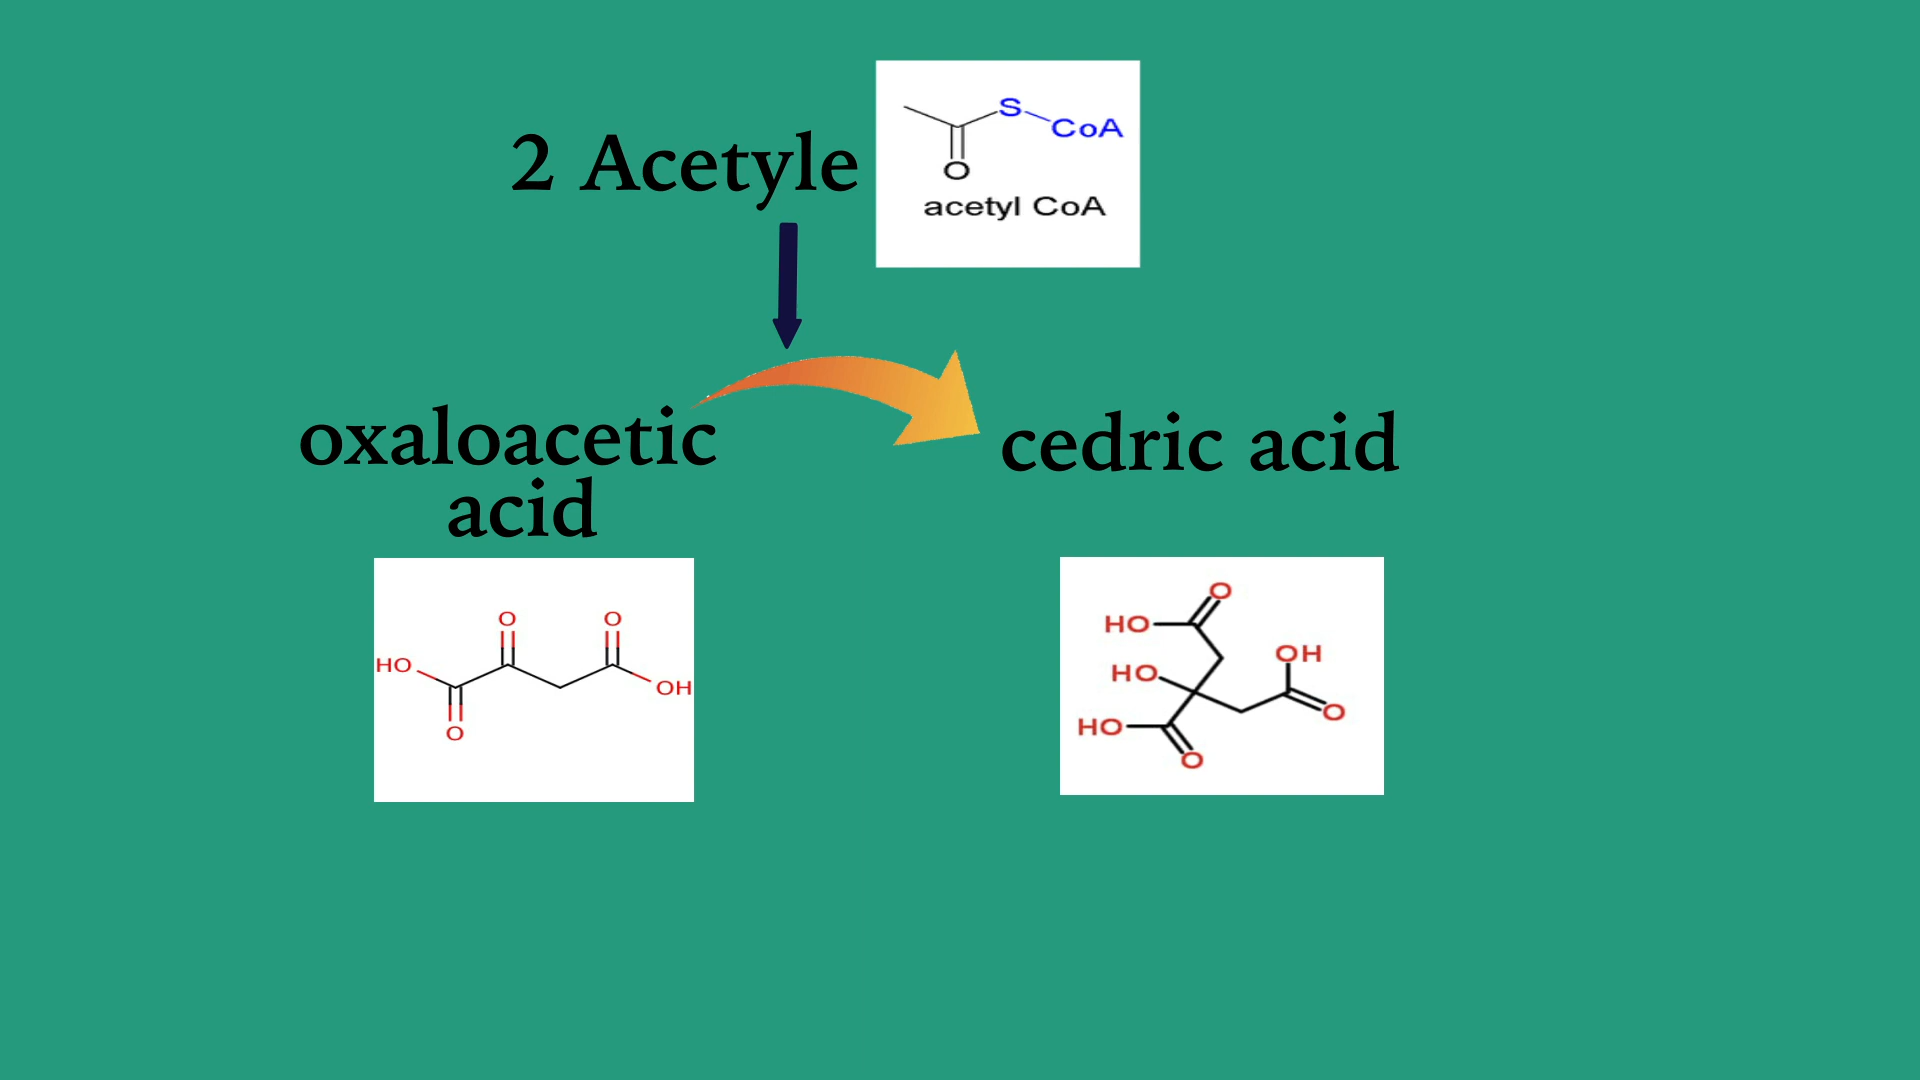 2 Acetyle
S
CoA
O
acetyl CoA
oxaloacetic
acid
cedric acid
O O
HO
OH
O
O
HO
OH
HO
O
HO
O